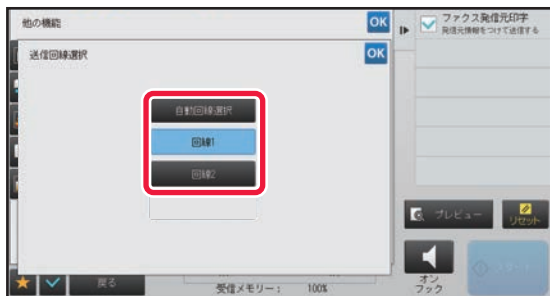 他の機能
OK
ファクス発信元印字
発信元情報をつけて送信する
送信回線選択
OK
自動回線選択
回線1
回線2
プレビュー
リセット
戻る
受信メモリー： 100%
オン
フック